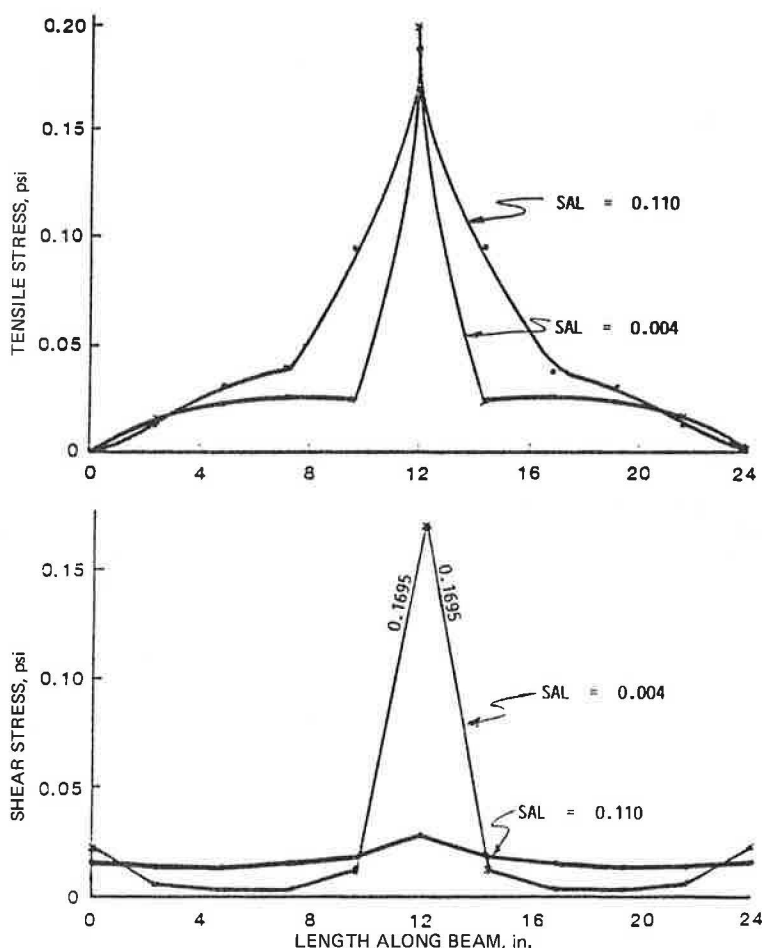 0.20
0.15
0.10
0.05
0
TENSILE STRESS, psi
SAL = 0.110
SAL = 0.004
0 4 8 12 16 20 24
0.15
0.10
0.05
0
SHEAR STRESS, psi
0.1695
0.1695
SAL = 0.004
SAL = 0.110
0 4 8 12 16 20 24
LENGTH ALONG BEAM, in.